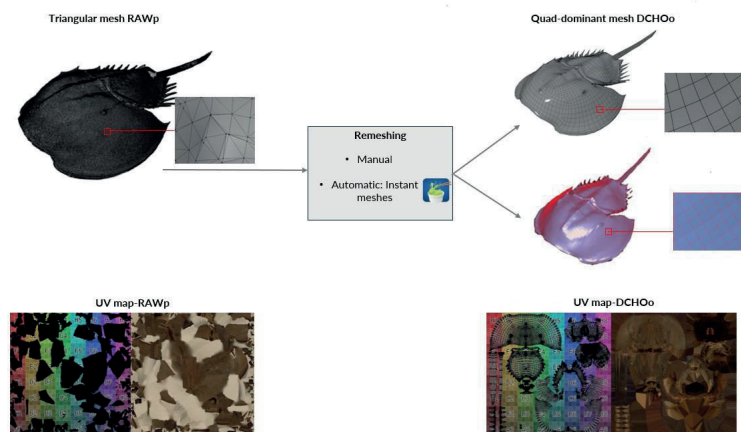 Triangular mesh RAWp
Quad-dominant mesh DCHOo
Remeshing
• Manual
• Automatic: Instant
meshes
UV map-RAWp
UV map-DCHOo